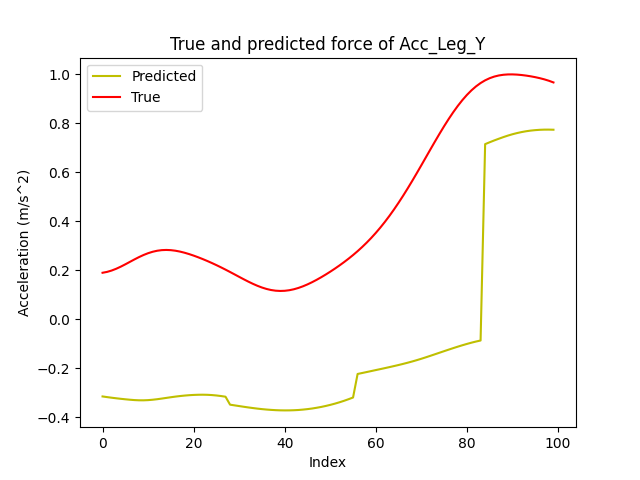 True and predicted force of Acc_Leg_Y
Predicted
True
Acceleration (m/s^2)
1.0
0.8
0.6
0.4
0.2
0.0
−0.2
−0.4
0 20 40 60 80 100
Index